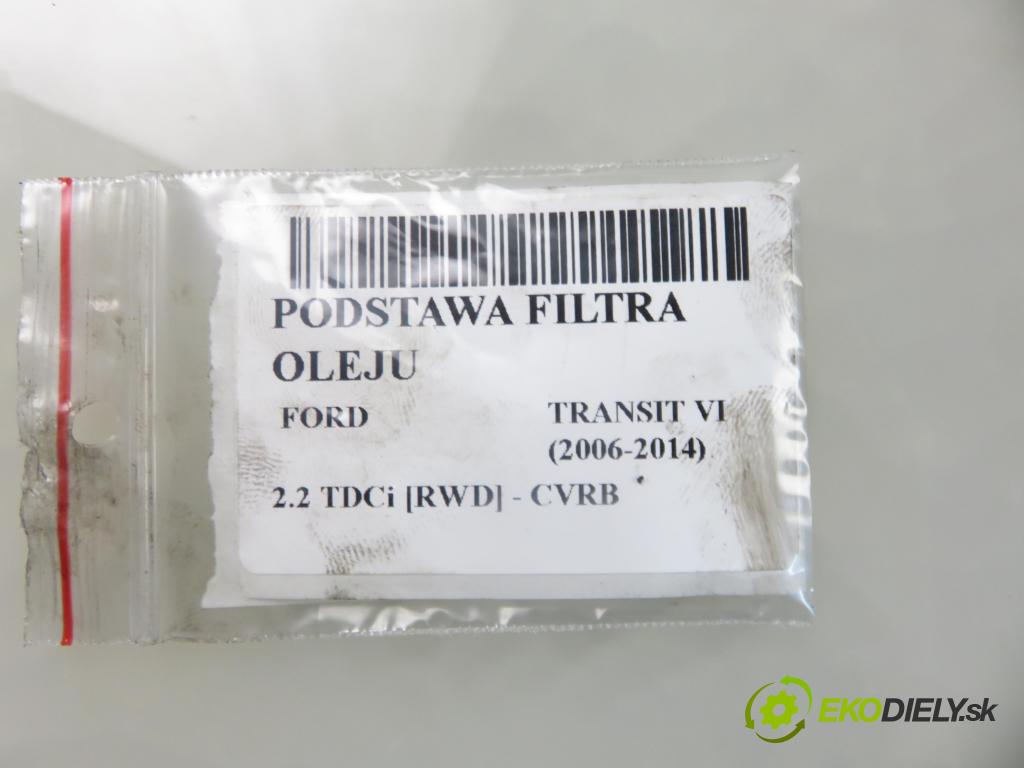 PODSTAWA FILTRA
OLEJU
FORD TRANSIT VI
(2006-2014)
2.2 TDCi [RWD] - CVRB
EKODIELY.sk